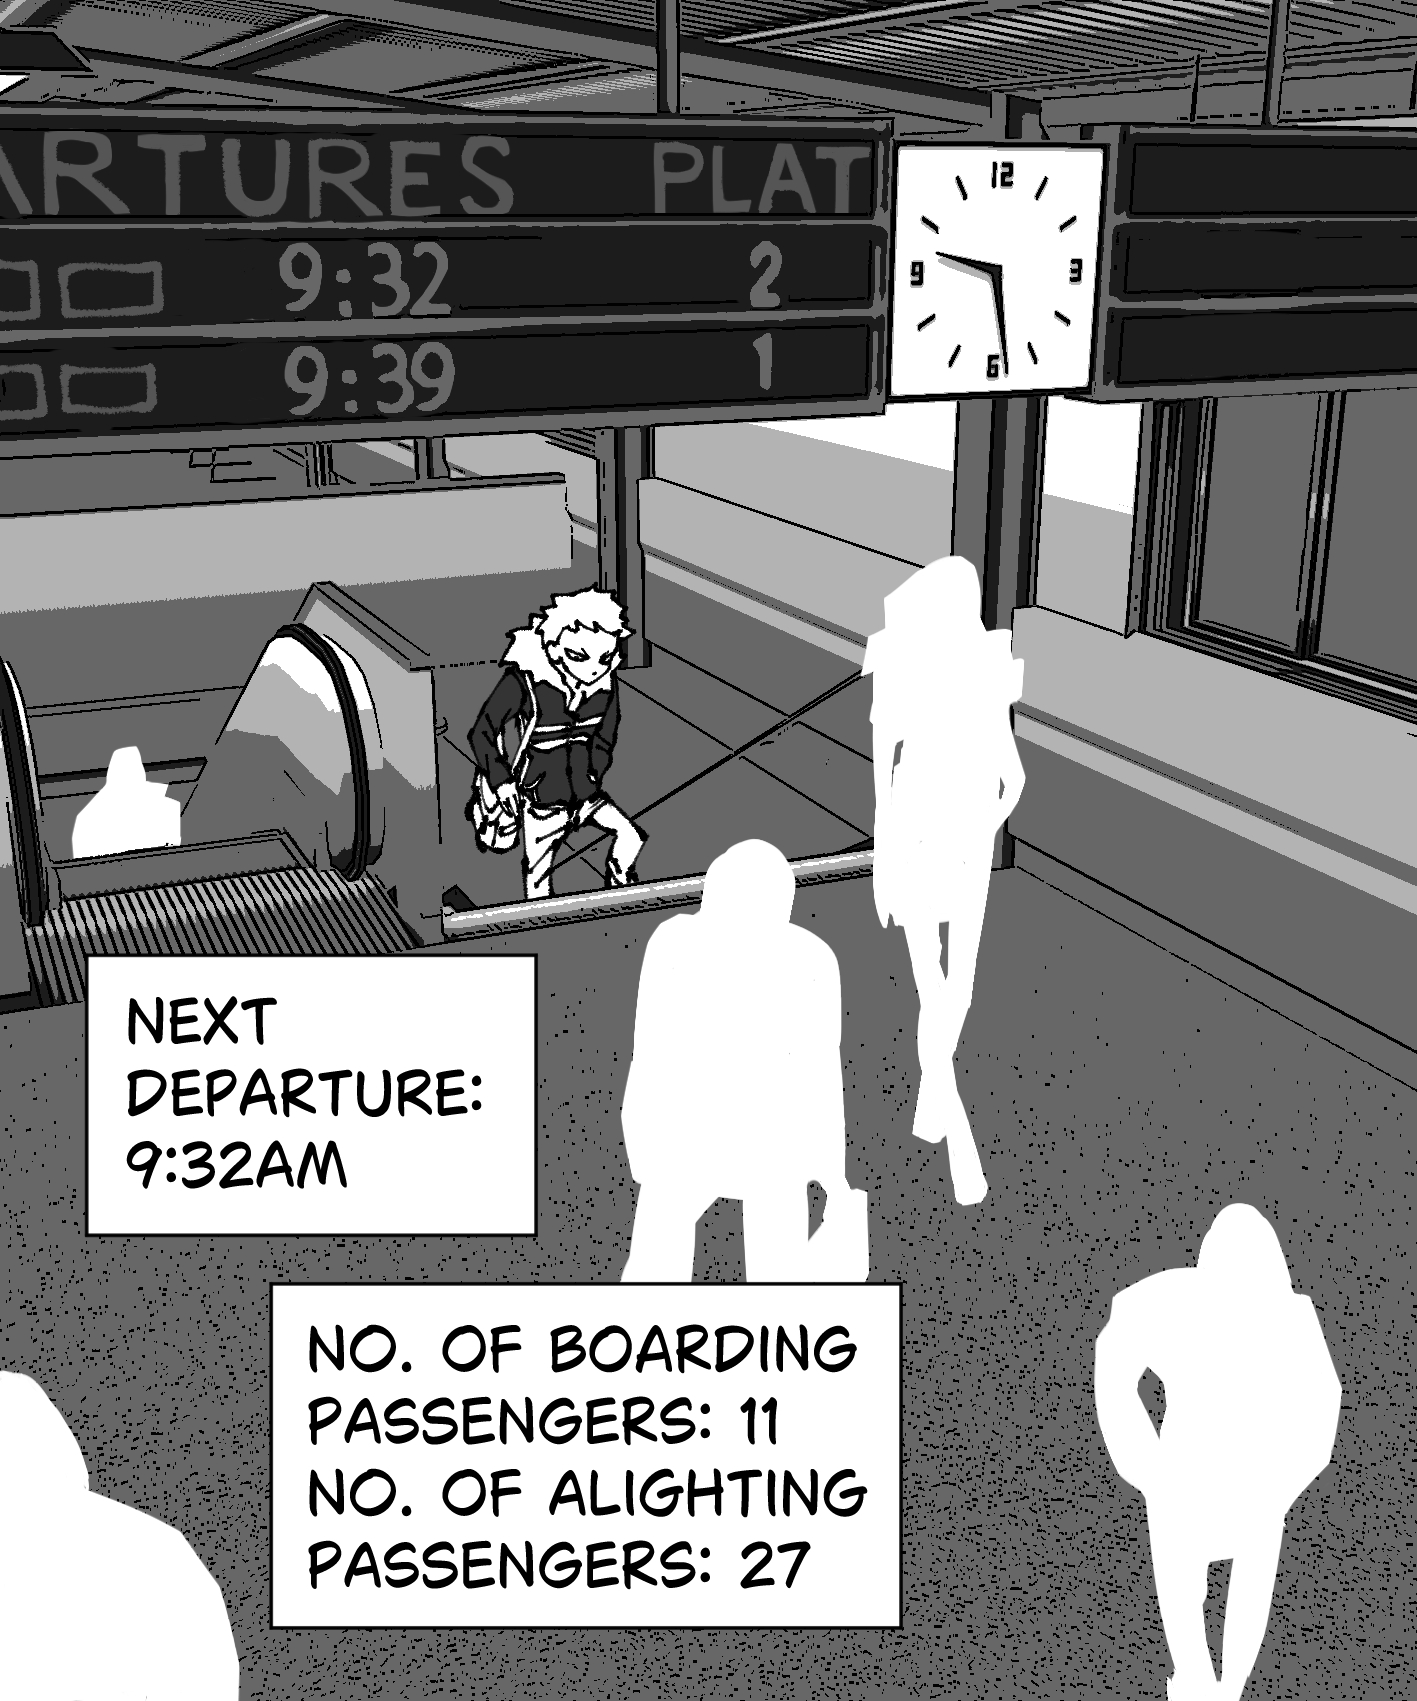 ARTURES PLAT
9:32 2
9:39 1
12
9 3
6
NEXT
DEPARTURE:
9:32AM
NO. OF BOARDING
PASSENGERS: 11
NO. OF ALIGHTING
PASSENGERS: 27